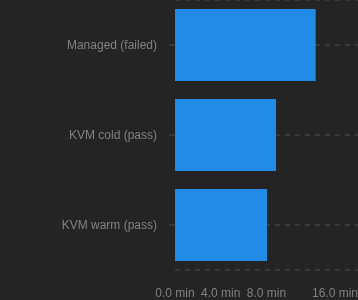 Managed (failed)
KVM cold (pass)
KVM warm (pass)
0.0 min 4.0 min 8.0 min 16.0 min